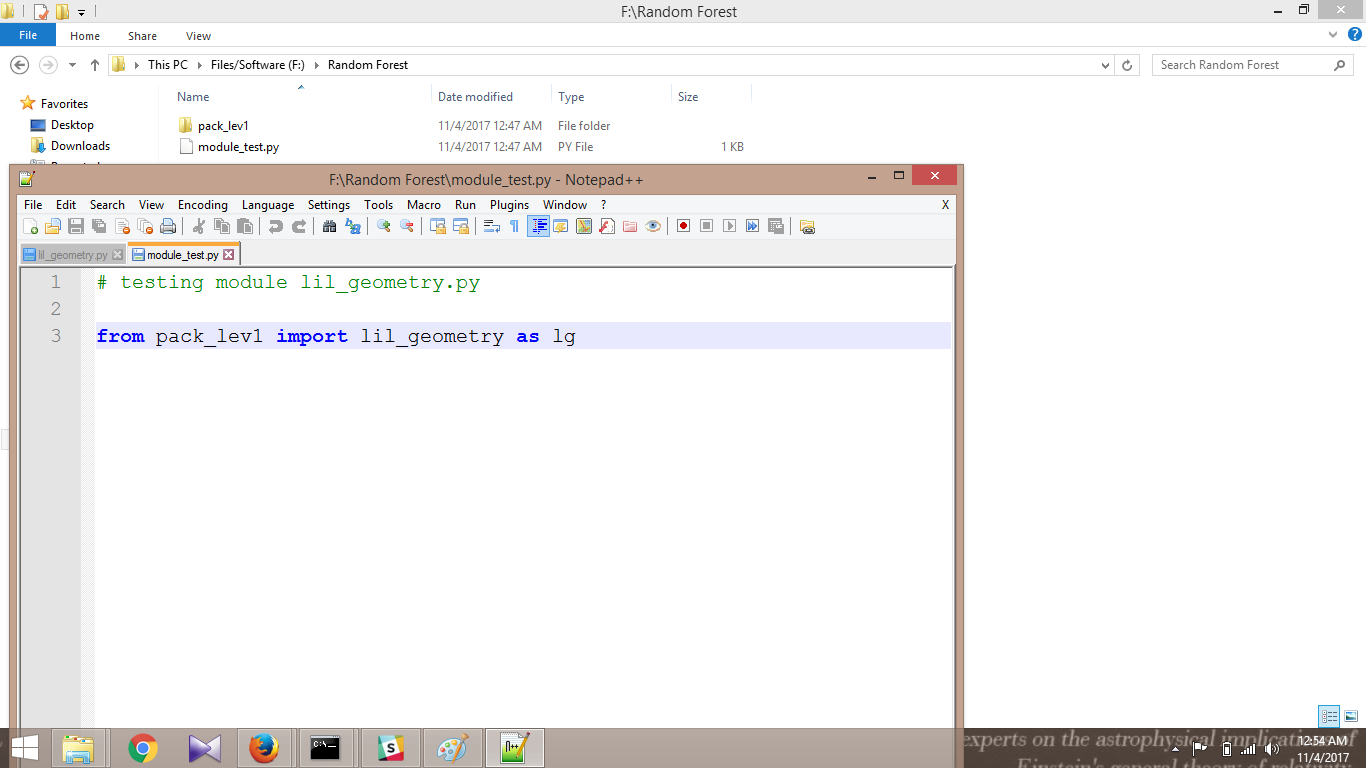 F:\Random Forest
File Home Share View
This PC Files/Software (F:) Random Forest
Search Random Forest
Name Date modified Type Size
Favorites
Desktop
Downloads
pack_lev1 11/4/2017 12:47 AM File folder
module_test.py 11/4/2017 12:47 AM PY File 1 KB
F:\Random Forest\module_test.py - Notepad++
File Edit Search View Encoding Language Settings Tools Macro Run Plugins Window ? X
lil_geometry.py module_test.py
1 # testing module lil_geometry.py
2
3 from pack_lev1 import lil_geometry as lg
experts on the astrophysical implications of
Einstein's general theory of relativity
12:54 AM
11/4/2017